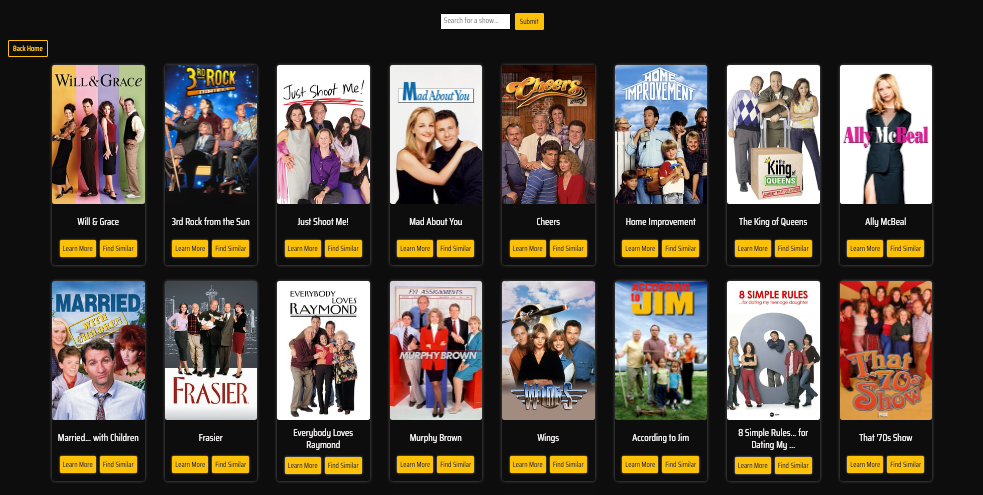 Search for a show...
Submit
Back Home
WILL & GRACE
3RD ROCK
Just Shoot Me!
Mad About You
Cheers
HOME IMPROVEMENT
The King of QUEENS
Ally McBeal
Will & Grace
3rd Rock from the Sun
Just Shoot Me!
Mad About You
Cheers
Home Improvement
The King of Queens
Ally McBeal
Learn More Find Similar Learn More Find Similar Learn More Find Similar Learn More Find Similar Learn More Find Similar Learn More Find Similar Learn More Find Similar Learn More Find Similar
MARRIED
WITH CHILDREN
FRASIER
EVERYBODY LOVES RAYMOND
FYI ASSIGNMENTS
MURPHY BROWN
WINGS
ACCORDING to JIM
8 SIMPLE RULES
...for dating my teenage daughter
8
That '70s Show
FOX
Married... with Children
Frasier
Everybody Loves
Raymond
Murphy Brown
Wings
According to Jim
8 Simple Rules... for
Dating My ...
That '70s Show
Learn More Find Similar Learn More Find Similar Learn More Find Similar Learn More Find Similar Learn More Find Similar Learn More Find Similar Learn More Find Similar Learn More Find Similar